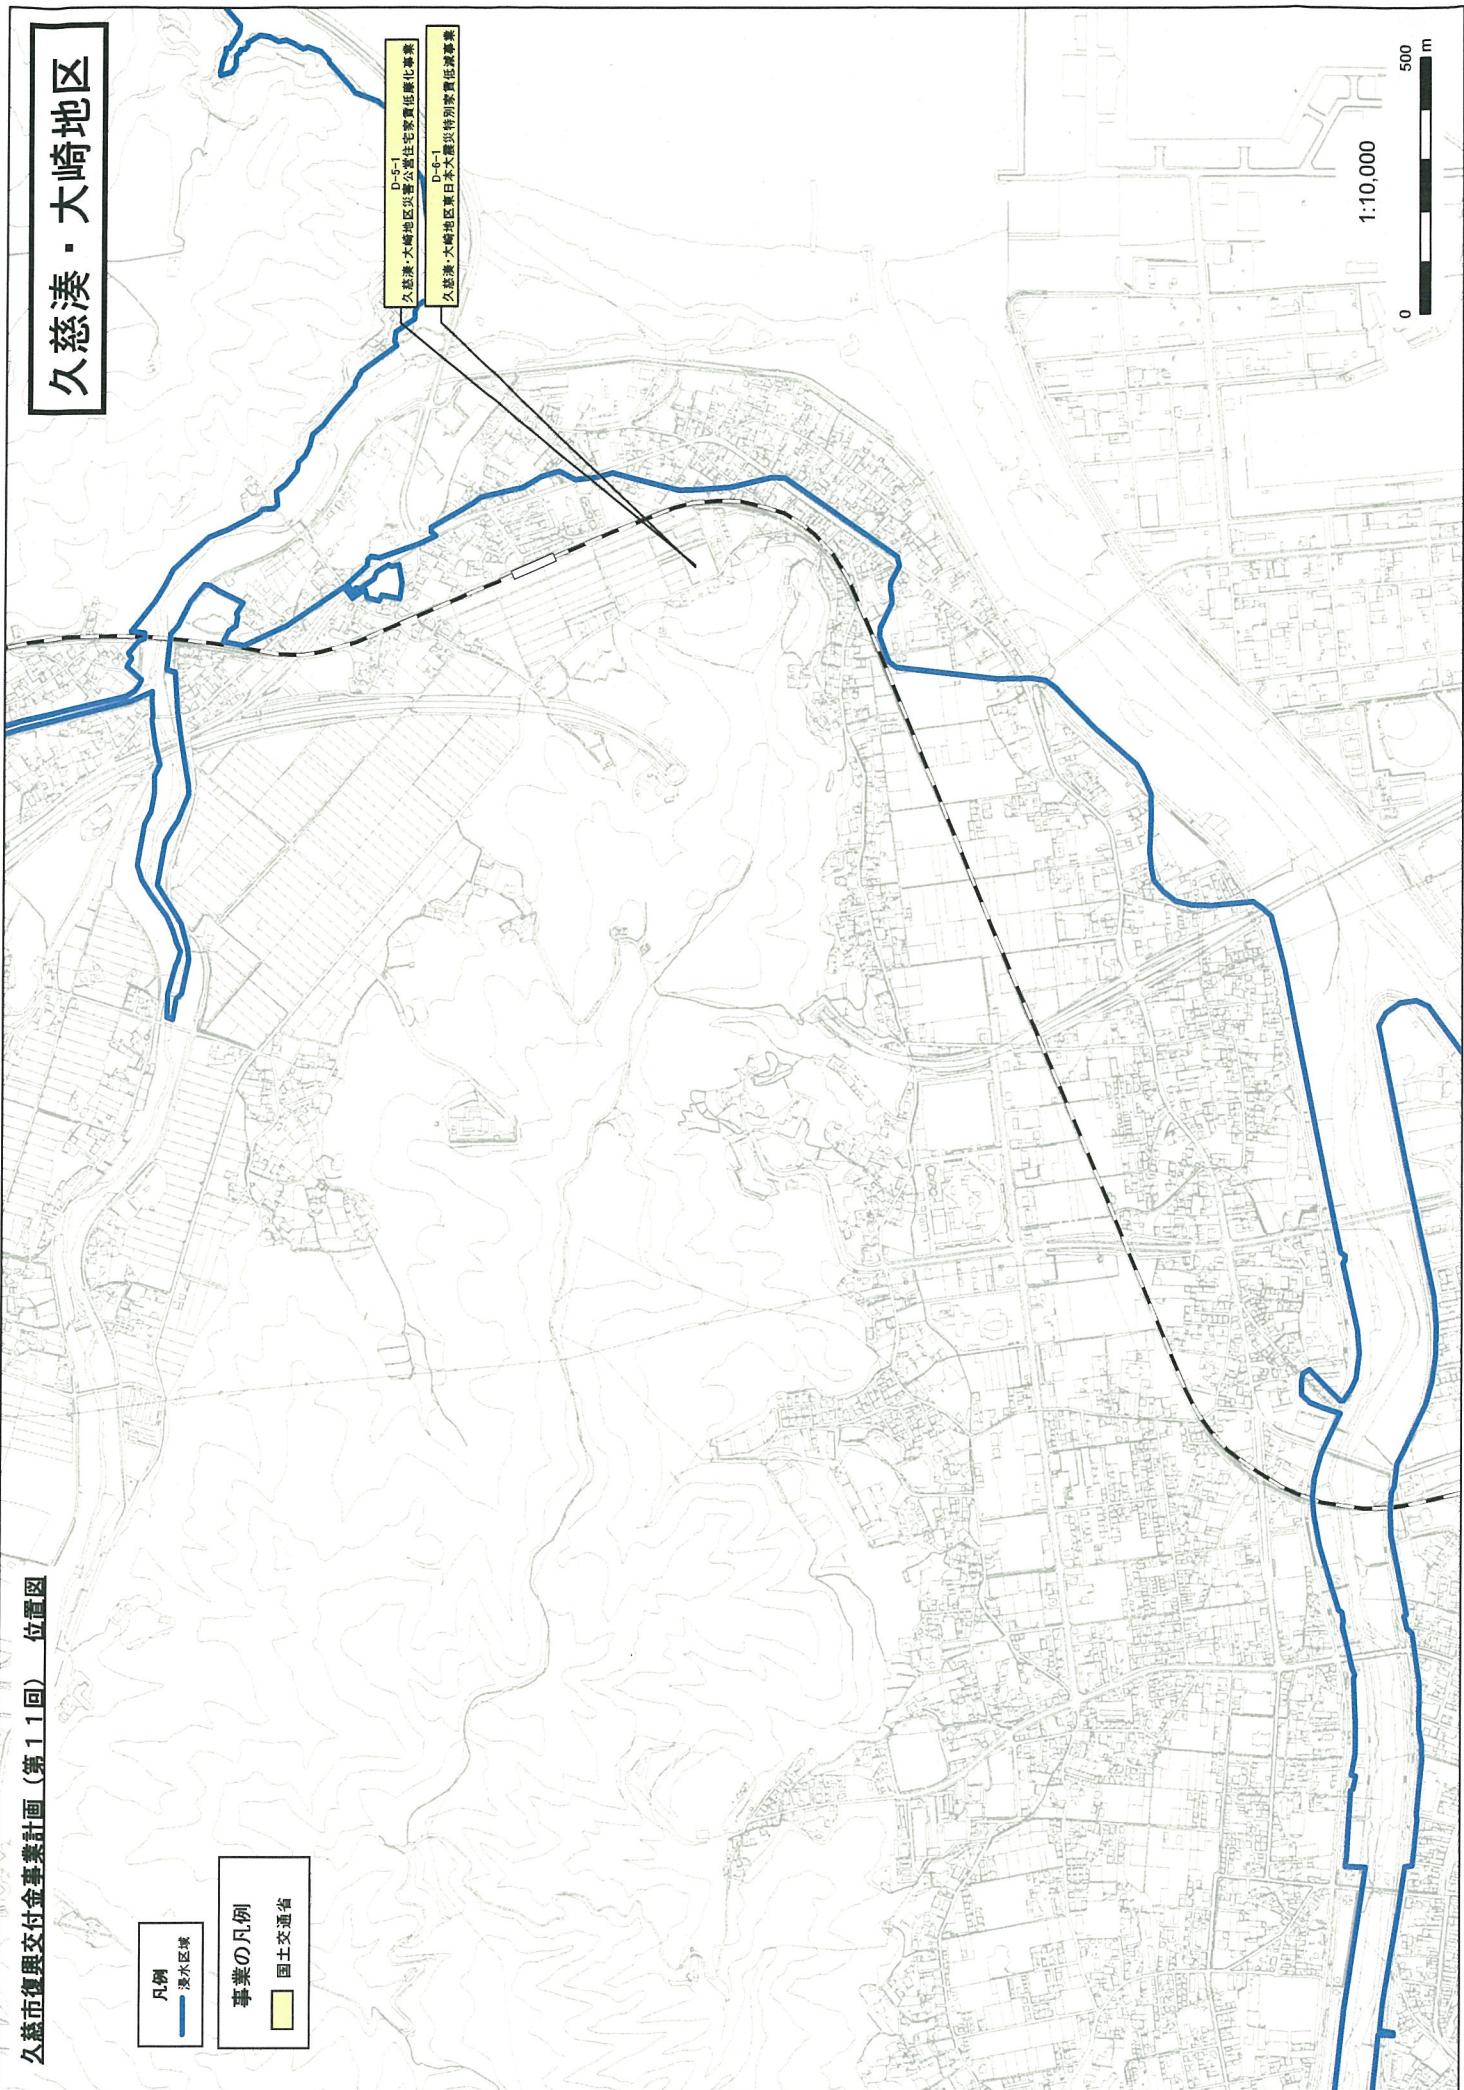 久慈市復興交付金事業計画（第１１回）　位置図
久慈湊・大崎地区
D-5-1
久慈湊・大崎地区災害公営住宅家賃低廉化事業
D-6-1
久慈湊・大崎地区東日本大震災特別家賃低減事業
凡例
浸水区域
事業の凡例
国土交通省
1:10,000
0
500
m